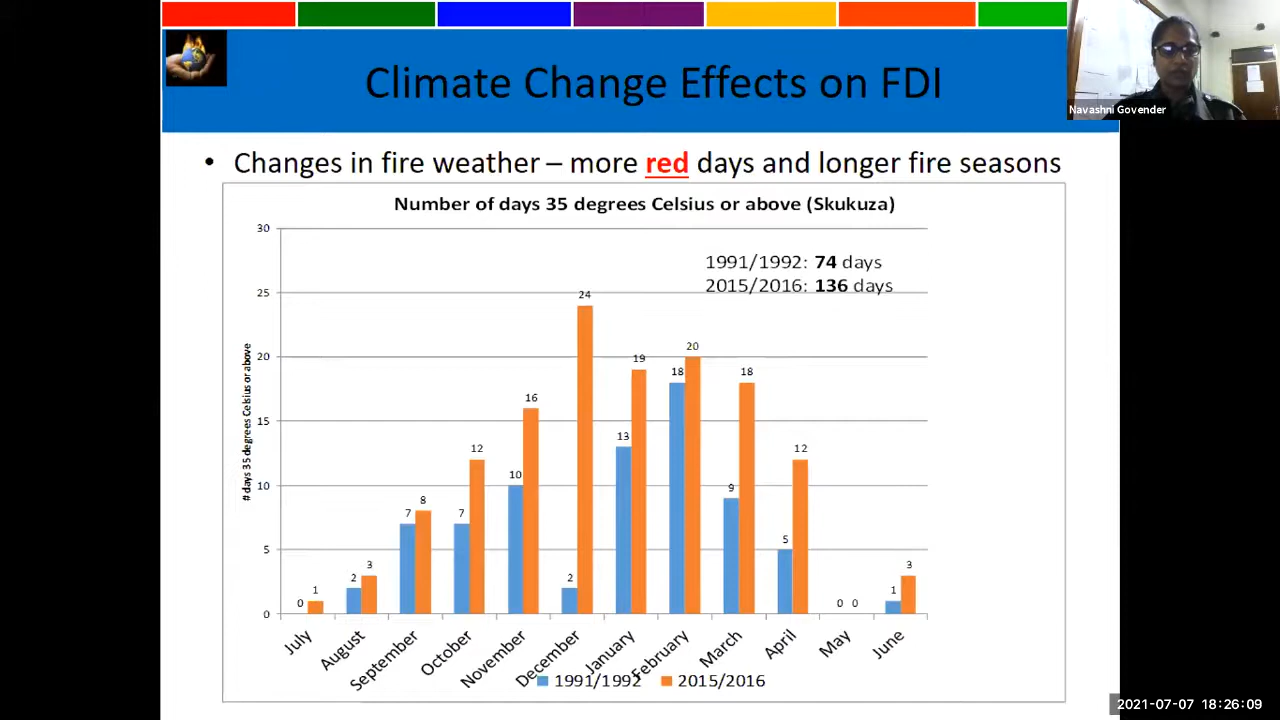 Climate Change Effects on FDI
Navashni Govender
• Changes in fire weather – more red days and longer fire seasons
Number of days 35 degrees Celsius or above (Skukuza)
1991/1992: 74 days
2015/2016: 136 days
# days 35 degrees Celsius or above
30
25
20
15
10
5
0
0 1
2 3
7 8
7 12
10 16
2 24
13 19
18 20
9 18
5 12
0 0
1 3
July August September October November December January February March April May June
1991/1992 2015/2016
2021-07-07 18:26:09